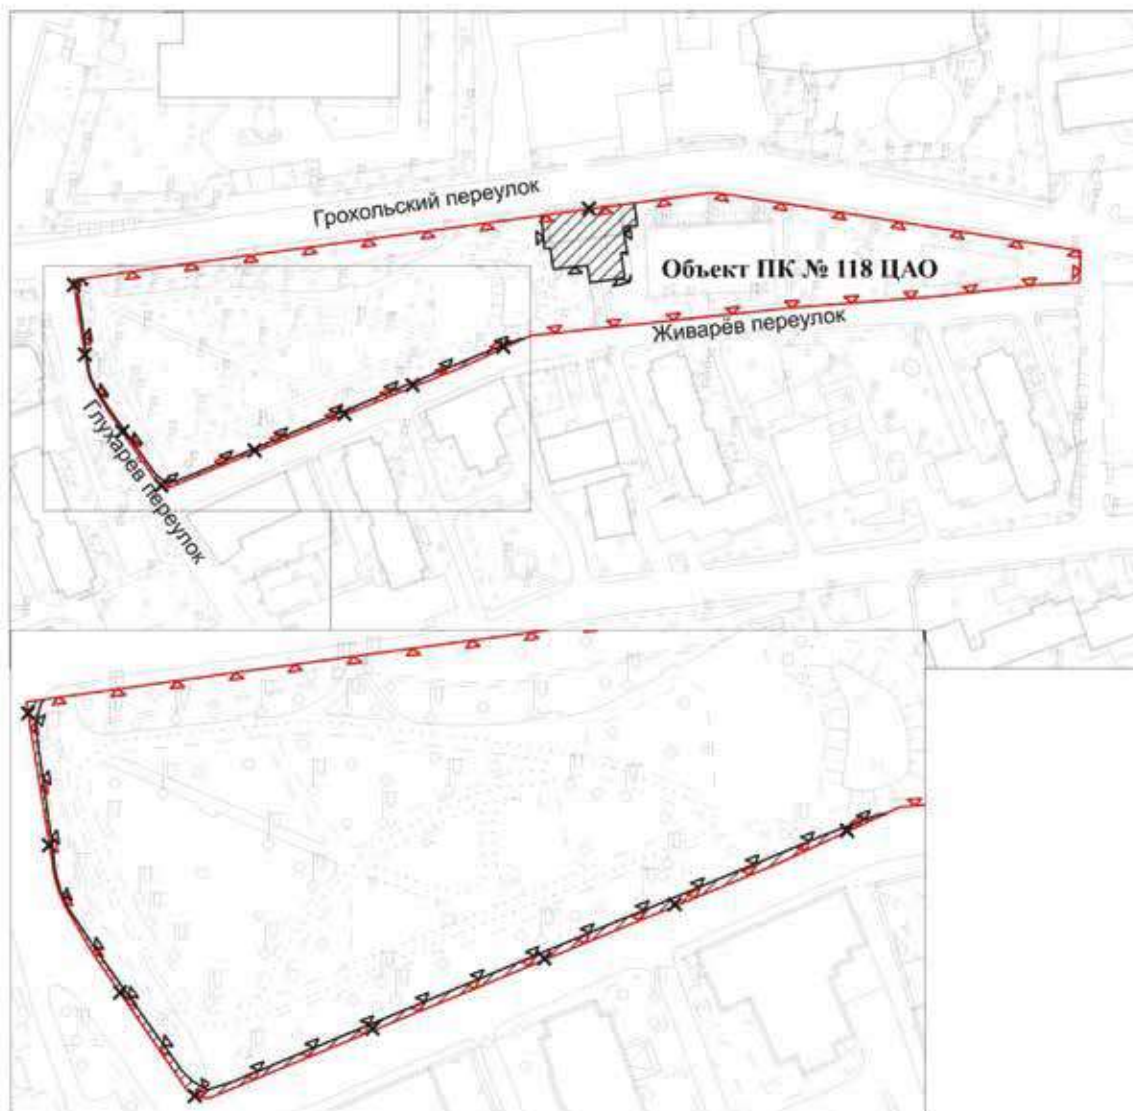 Грохольский переулок
Объект ПК № 118 ЦАО
Живарев переулок
Глухарев переулок